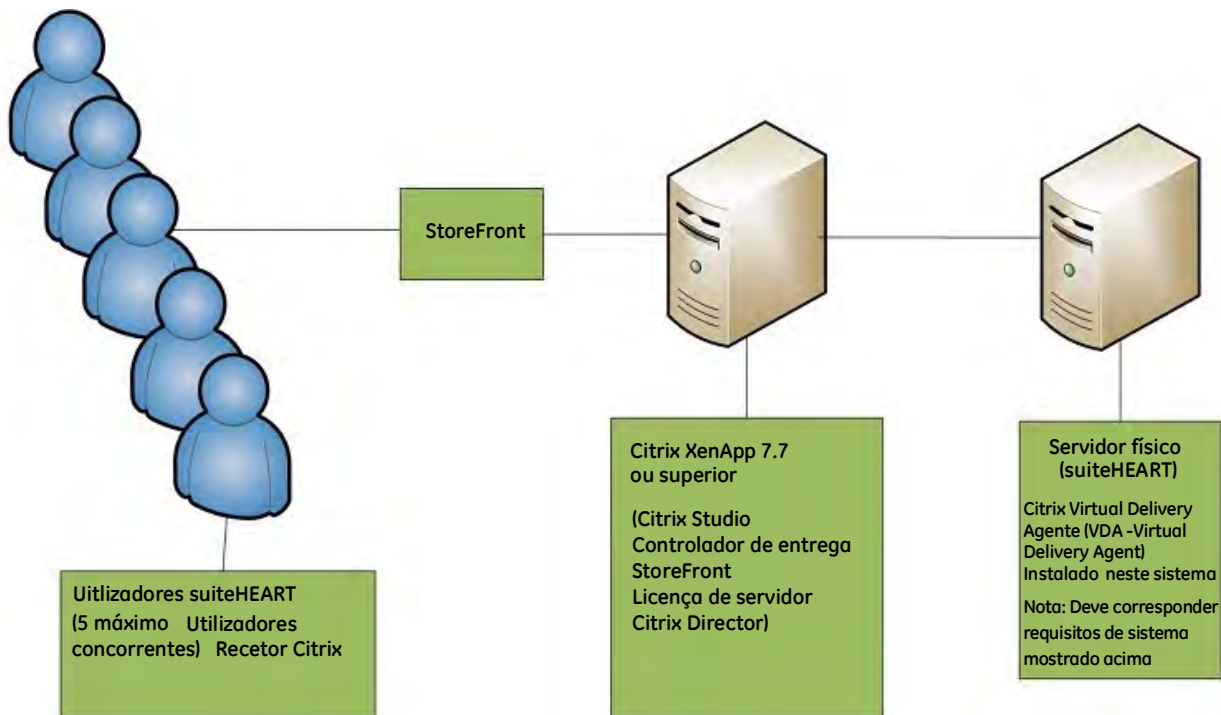 StoreFront
Uitlizadores suiteHEART
(5 máximo Utilizadores
concorrentes) Recetor Citrix
Citrix XenApp 7.7
ou superior
(Citrix Studio
Controlador de entrega
StoreFront
Licença de servidor
Citrix Director)
Servidor físico
(suiteHEART)
Citrix Virtual Delivery
Agente (VDA -Virtual
Delivery Agent)
Instalado neste sistema
Nota: Deve corresponder
requisitos de sistema
mostrado acima